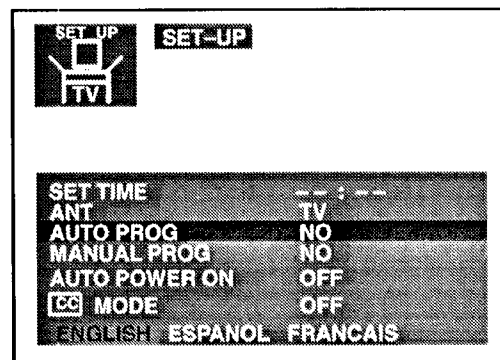 SET UP
TV
SET-UP
SET TIME -- : --
ANT TV
AUTO PROG NO
MANUAL PROG NO
AUTO POWER ON OFF
CC MODE OFF
ENGLISH ESPANOL FRANCAIS